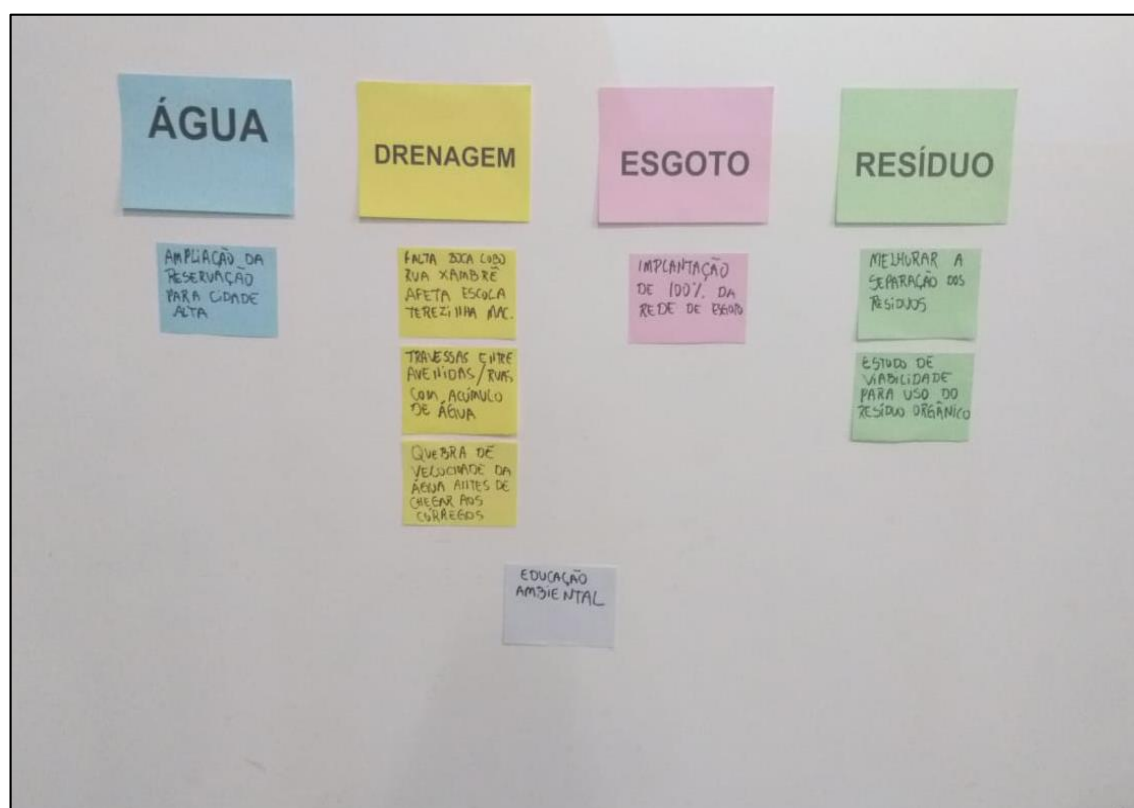 ÁGUA
AMPLIAÇÃO DA
RESERVAÇÃO
PARA CIDADE
ALTA
DRENAGEM
FALTA BOCA LOBO
RUA XAMBRÊ
AFETA ESCOLA
TEREZINHA MAC.
TRAVESSAS ENTRE
AVENIDAS/RUAS
COM ACÚMULO
DE ÁGUA
QUEBRA DE
VELOCIDADE DA
ÁGUA ANTES DE
CHEGAR AOS
CÓRREGOS
ESGOTO
IMPLANTAÇÃO
DE 100% DA
REDE DE ESGOTO
RESÍDUO
MELHORAR A
SEPARAÇÃO DOS
RESIDUOS
ESTUDO DE
VIABILIDADE
PARA USO DO
RESÍDUO ORGÂNICO
EDUCAÇÃO
AMBIENTAL